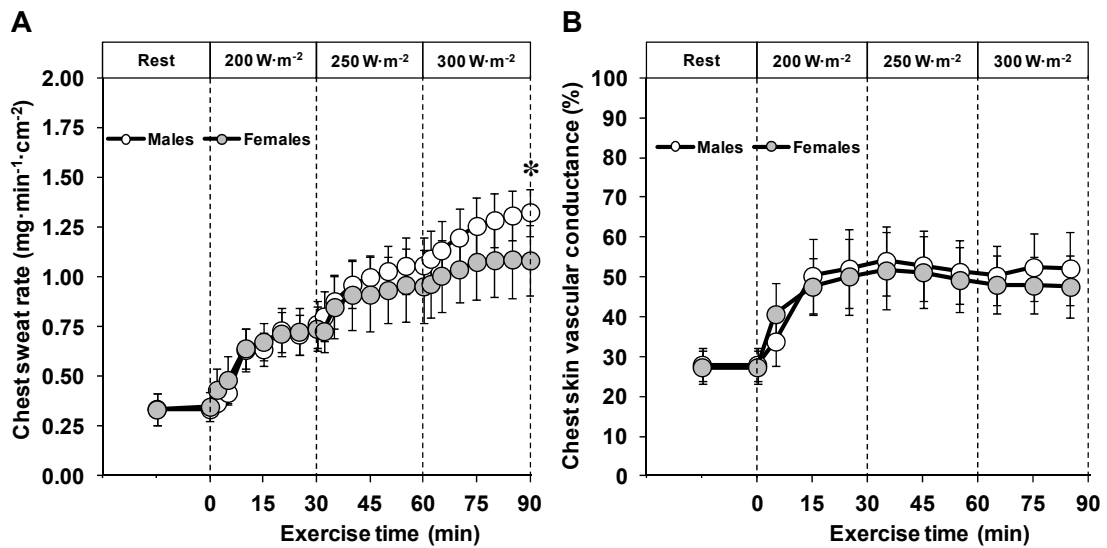 A
Rest 200 W·m⁻² 250 W·m⁻² 300 W·m⁻²
2.00
1.75
1.50
1.25
1.00
0.75
0.50
0.25
0.00
Chest sweat rate (mg·min⁻¹·cm⁻²)
Males Females
*
0 15 30 45 60 75 90
Exercise time (min)
B
Rest 200 W·m⁻² 250 W·m⁻² 300 W·m⁻²
100
90
80
70
60
50
40
30
20
10
0
Chest skin vascular conductance (%)
Males Females
0 15 30 45 60 75 90
Exercise time (min)